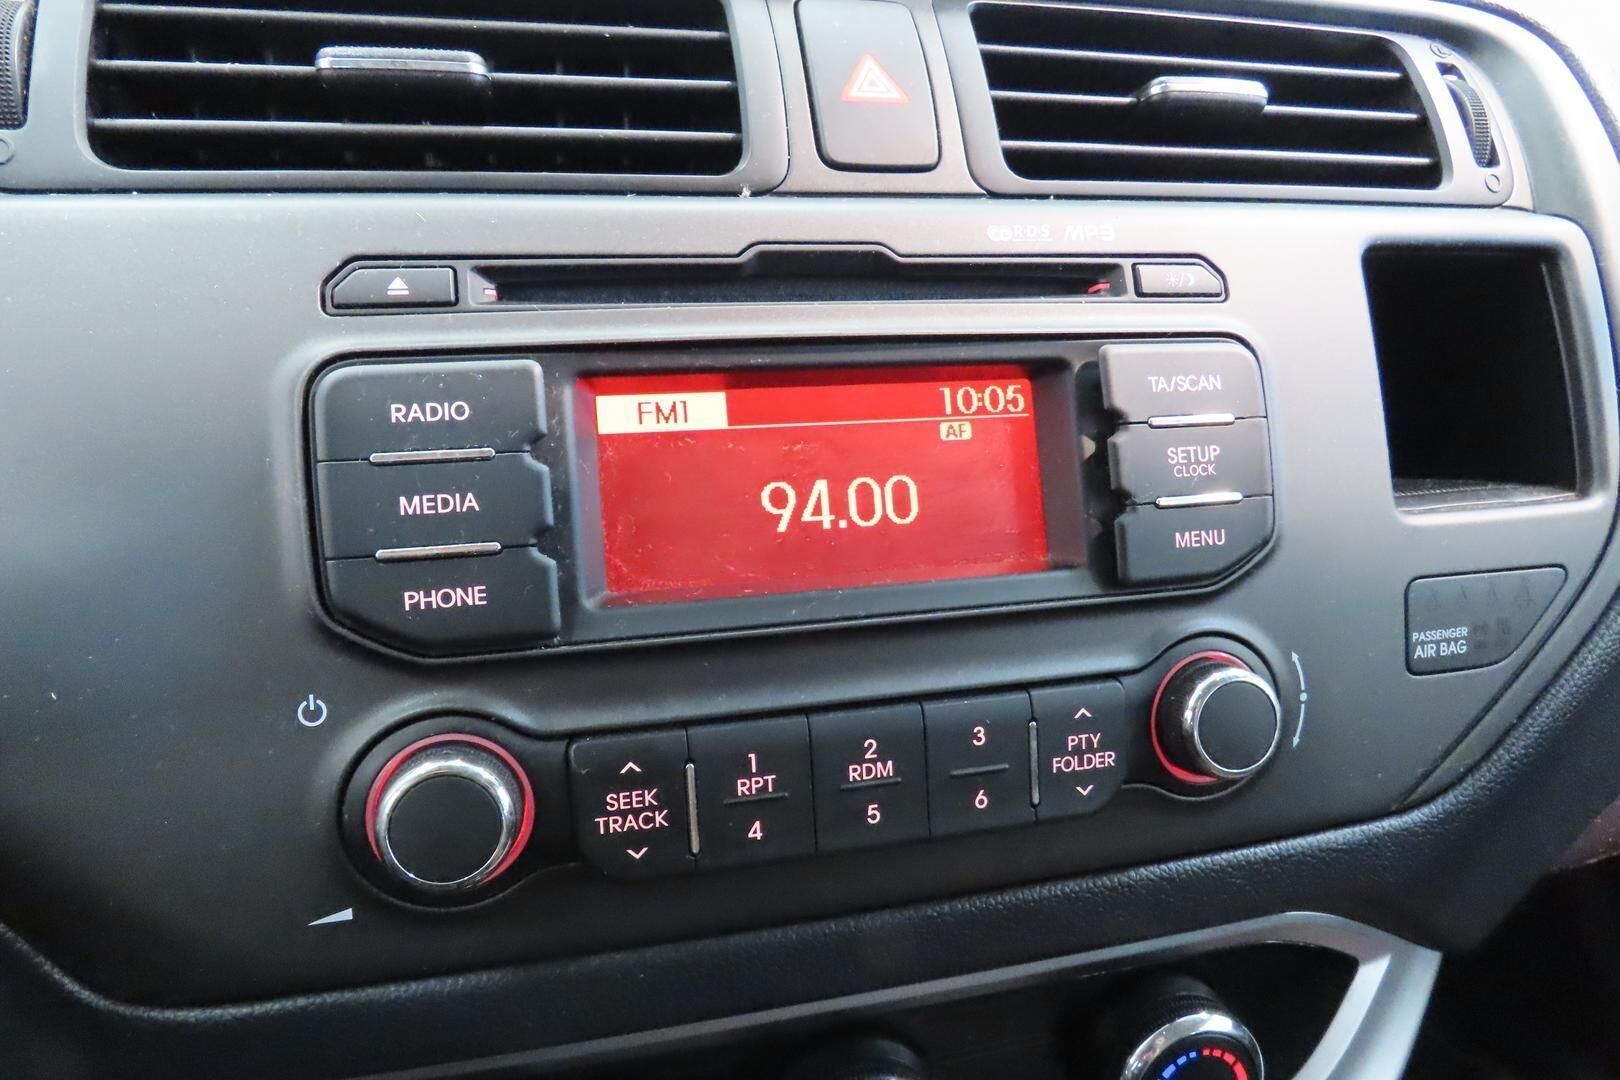 R·D·S MP3
RADIO
MEDIA
PHONE
FM1
10:05
AF
94.00
TA/SCAN
SETUP
CLOCK
MENU
PASSENGER
AIR BAG
SEEK
TRACK
1
RPT
4
2
RDM
5
3
6
PTY
FOLDER